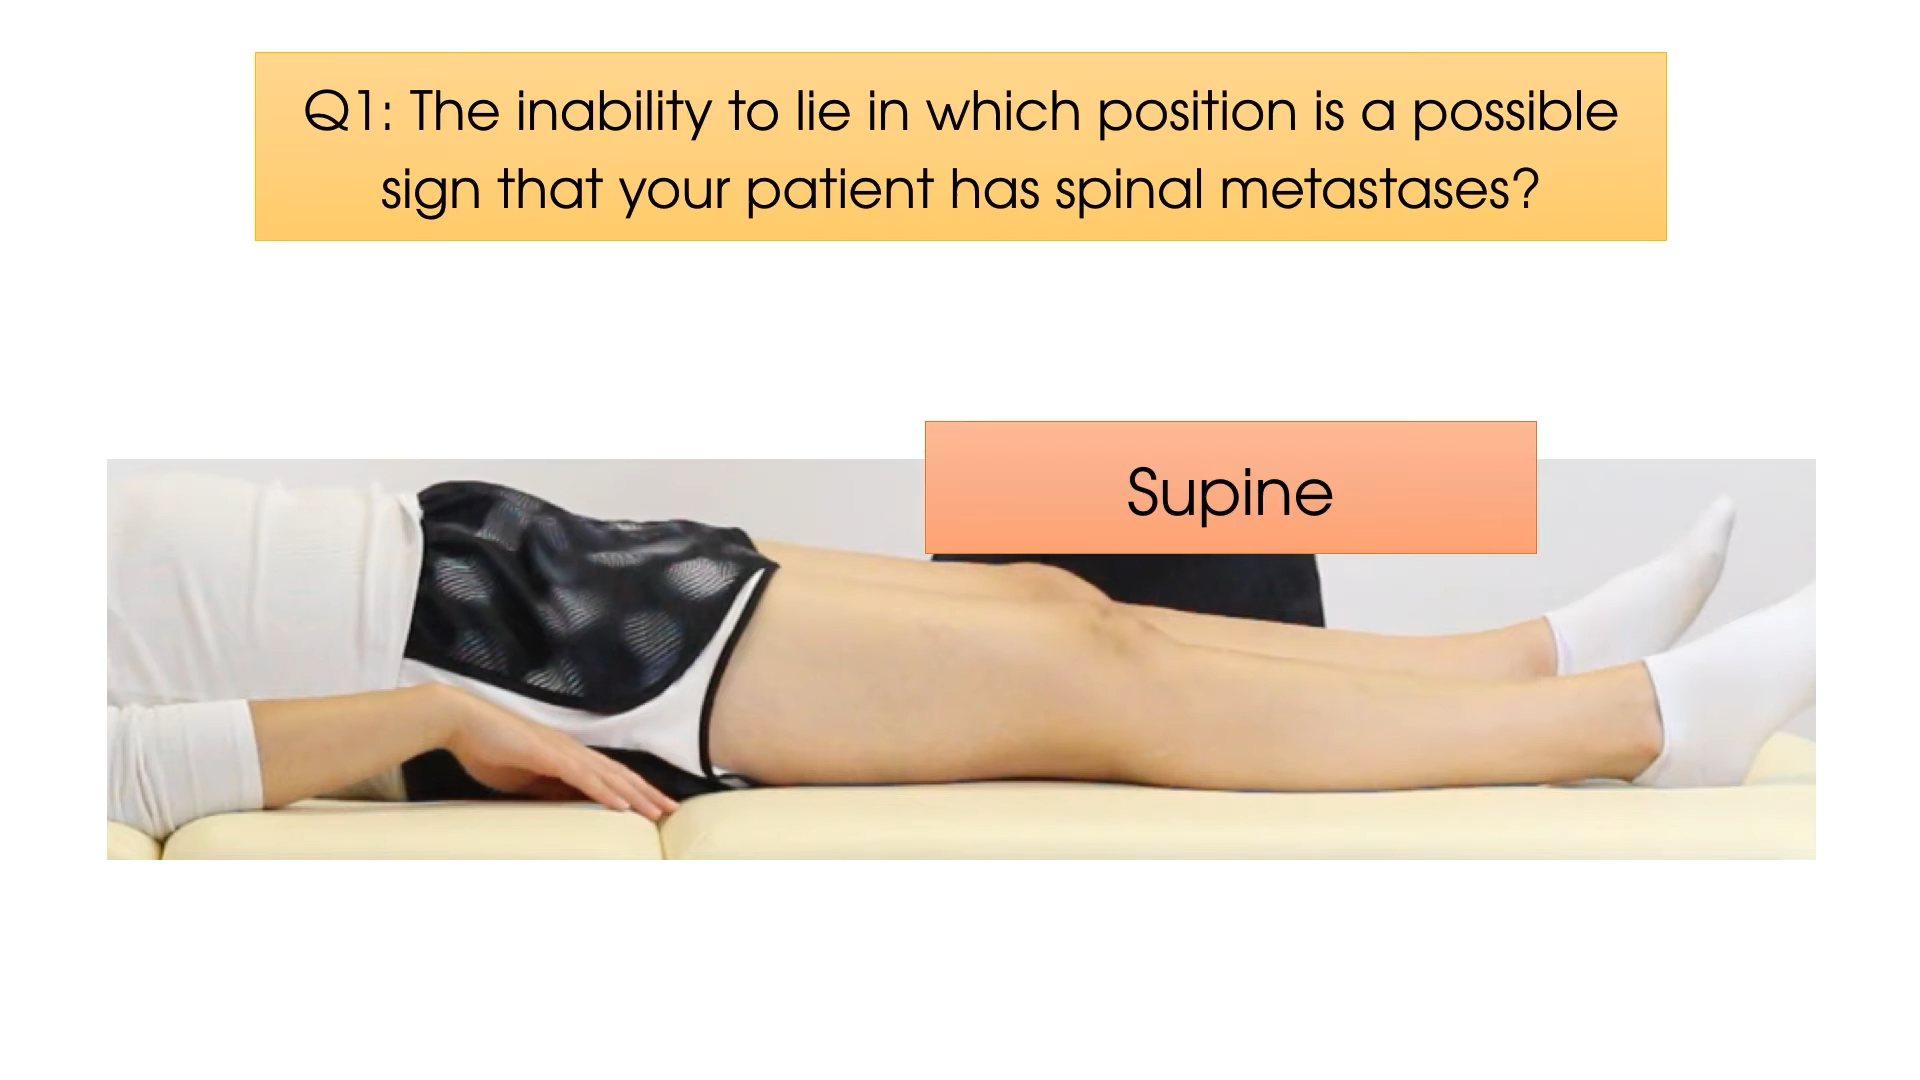 Q1: The inability to lie in which position is a possible
sign that your patient has spinal metastases?
Supine